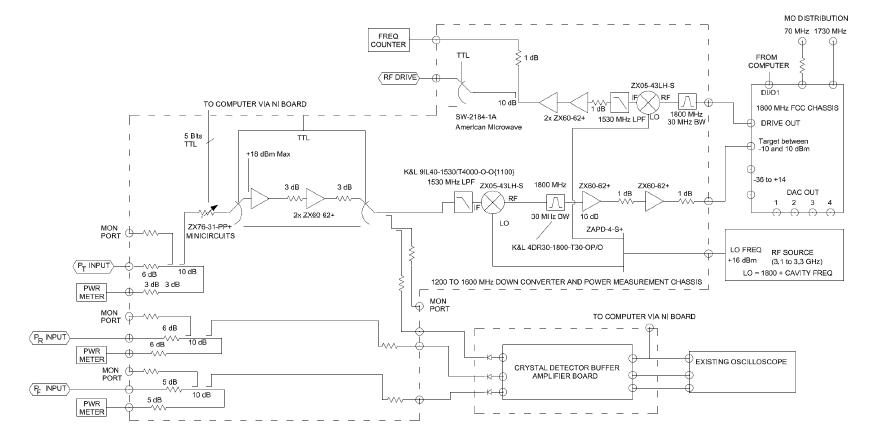 MO DISTRIBUTION
70 MHz 1730 MHz
FREQ
COUNTER
1 dB
TTL
RF DRIVE
FROM
COMPUTER
DI/O1
1800 MHz FCC CHASSIS
DRIVE OUT
Target between
-10 and 10 dBm
-36 to +14
DAC OUT
1 2 3 4
10 dB
SW-2184-1A
American Microwave
2x ZX60-62+
1 dB
IF
1530 MHz LPF
ZX05-43LH-S
RF
LO
1800 MHz
30 MHz BW
TO COMPUTER VIA NI BOARD
5 Bits
TTL
TTL
+18 dBm Max
3 dB
3 dB
2x ZX60-62+
ZX76-31-PP+
MINICIRCUITS
K&L 9IL40-1530/T4000-O-O{1100}
1530 MHz LPF
IF
ZX05-43LH-S
RF
LO
1800 MHz
30 MHz BW
K&L 4DR30-1800-T30-OP/O
ZX60-62+
10 dB
1 dB
ZX60-62+
1 dB
ZAPD-4-S+
LO FREQ
+16 dBm
RF SOURCE
(3.1 to 3.3 GHz)
LO = 1800 + CAVITY FREQ
1200 TO 1600 MHz DOWN CONVERTER AND POWER MEASUREMENT CHASSIS
MON
PORT
PT INPUT
6 dB
10 dB
3 dB 3 dB
PWR
METER
MON
PORT
MON
PORT
PR INPUT
6 dB
10 dB
6 dB
PWR
METER
MON
PORT
PF INPUT
5 dB
10 dB
5 dB
PWR
METER
TO COMPUTER VIA NI BOARD
CRYSTAL DETECTOR BUFFER
AMPLIFIER BOARD
EXISTING OSCILLOSCOPE